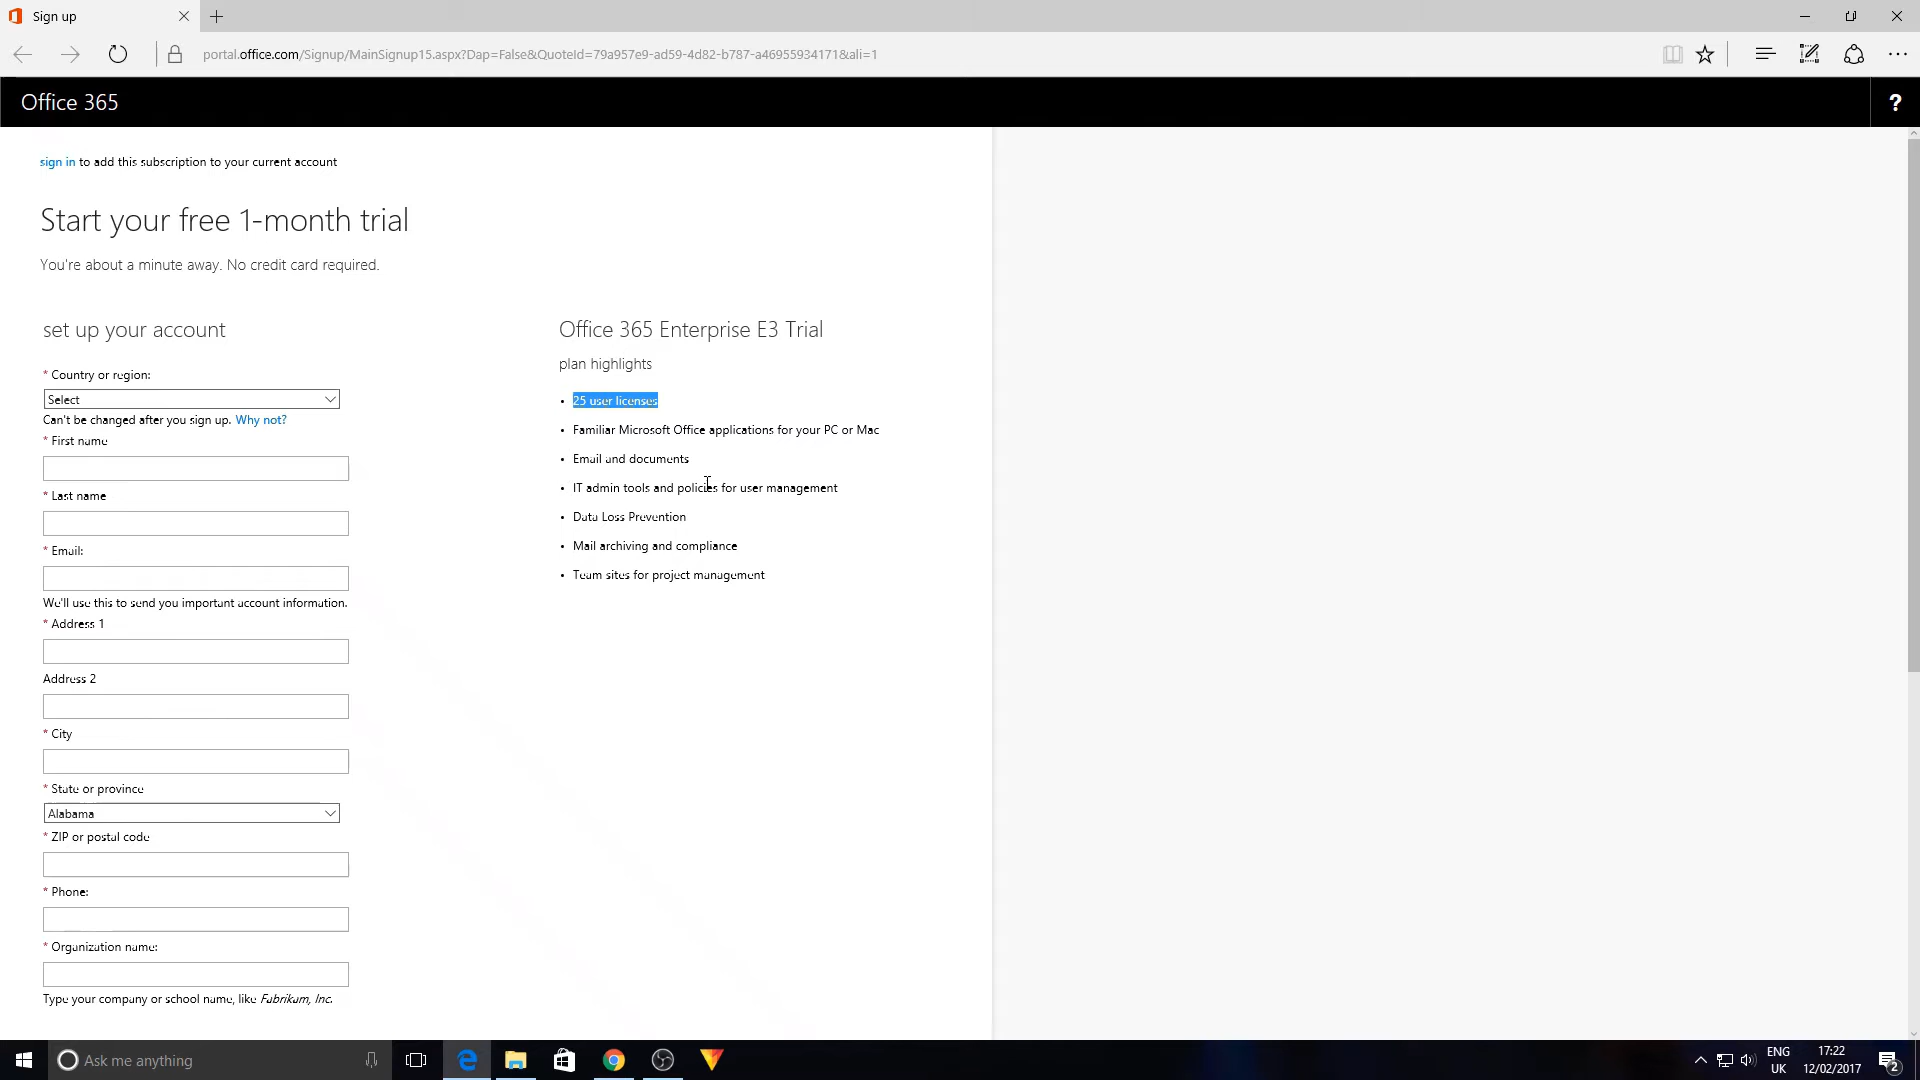 Sign up
portal.office.com/Signup/MainSignup15.aspx?Dap=False&QuoteId=79a957e9-ad59-4d82-b787-a46955934171&ali=1
Office 365
?
sign in to add this subscription to your current account
Start your free 1-month trial
You're about a minute away. No credit card required.
set up your account
* Country or region:
Select
Can't be changed after you sign up. Why not?
* First name
* Last name
* Email:
We'll use this to send you important account information.
* Address 1
Address 2
* City
* State or province
Alabama
* ZIP or postal code
* Phone:
* Organization name:
Type your company or school name, like Fabrikam, Inc.
Office 365 Enterprise E3 Trial
plan highlights
• 25 user licenses
• Familiar Microsoft Office applications for your PC or Mac
• Email and documents
• IT admin tools and policies for user management
• Data Loss Prevention
• Mail archiving and compliance
• Team sites for project management
Ask me anything
ENG
UK
17:22
12/02/2017
2